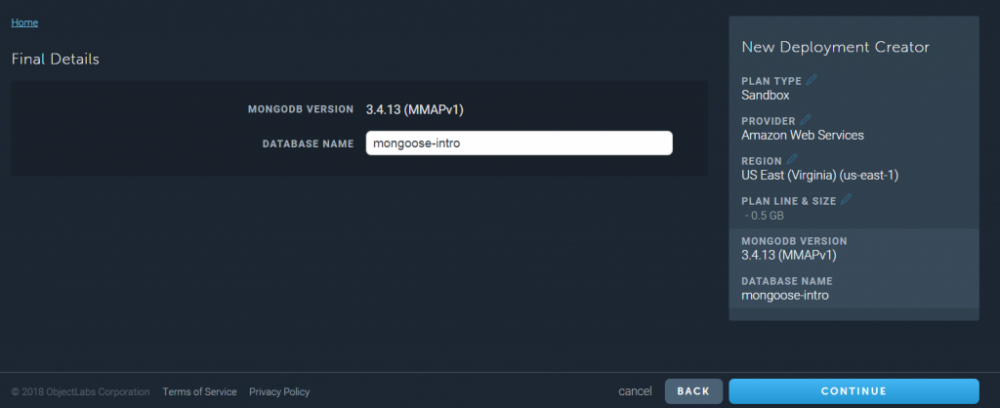 Home
Final Details
MONGODB VERSION 3.4.13 (MMAPv1)
DATABASE NAME mongoose-intro
New Deployment Creator
PLAN TYPE
Sandbox
PROVIDER
Amazon Web Services
REGION
US East (Virginia) (us-east-1)
PLAN LINE & SIZE
- 0.5 GB
MONGODB VERSION
3.4.13 (MMAPv1)
DATABASE NAME
mongoose-intro
© 2018 ObjectLabs Corporation Terms of Service Privacy Policy
cancel BACK CONTINUE